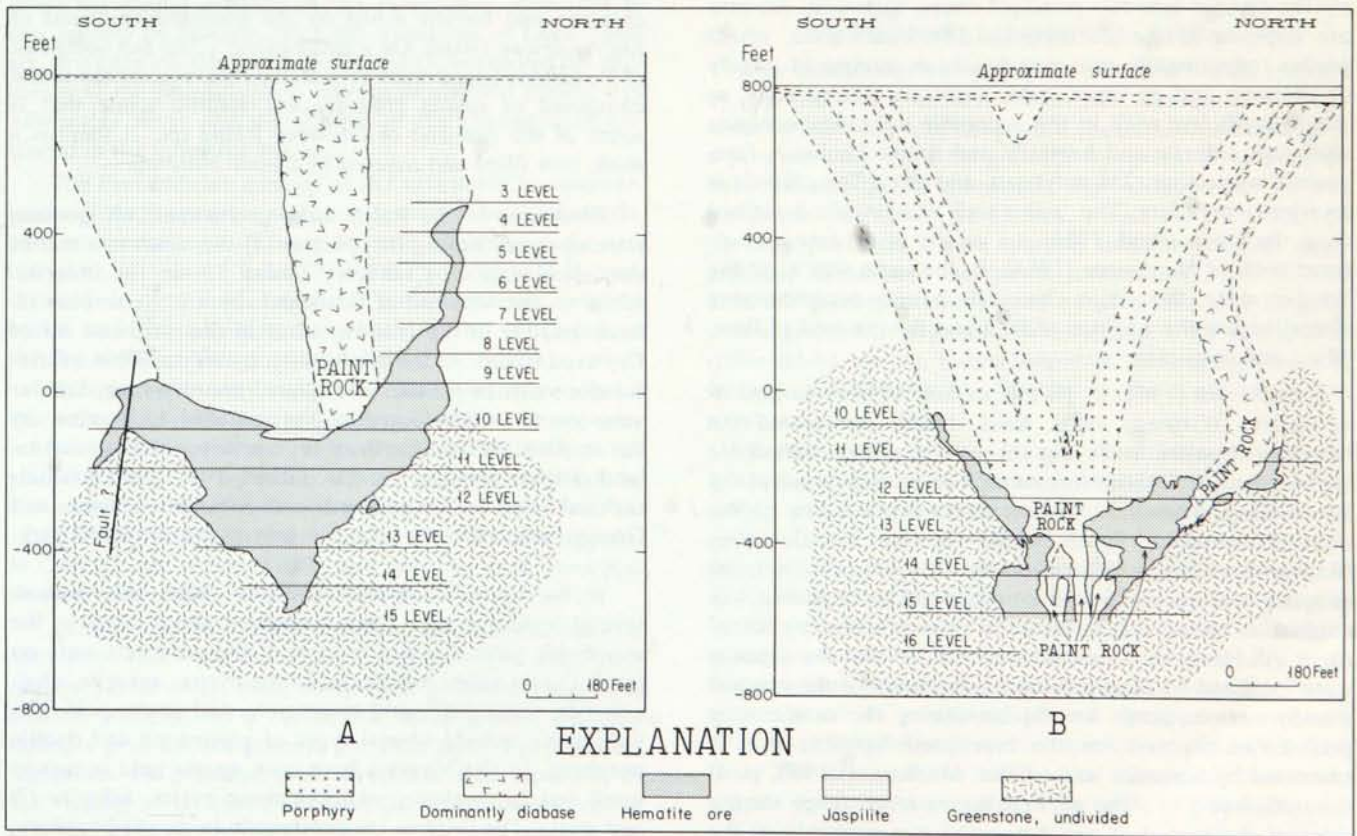 SOUTH NORTH
Feet
800
Approximate surface
3 LEVEL
400
4 LEVEL
5 LEVEL
6 LEVEL
7 LEVEL
8 LEVEL
PAINT
ROCK
9 LEVEL
0
?
10 LEVEL
11 LEVEL
12 LEVEL
Fault ?
-400
13 LEVEL
14 LEVEL
15 LEVEL
0 180 Feet
-800
A
SOUTH NORTH
Feet
800
Approximate surface
400
0
10 LEVEL
11 LEVEL
PAINT ROCK
12 LEVEL
PAINT
ROCK
13 LEVEL
-400
14 LEVEL
15 LEVEL
16 LEVEL
PAINT ROCK
0 180 Feet
-800
B
EXPLANATION
Porphyry
Dominantly diabase
Hematite ore
Jaspilite
Greenstone, undivided